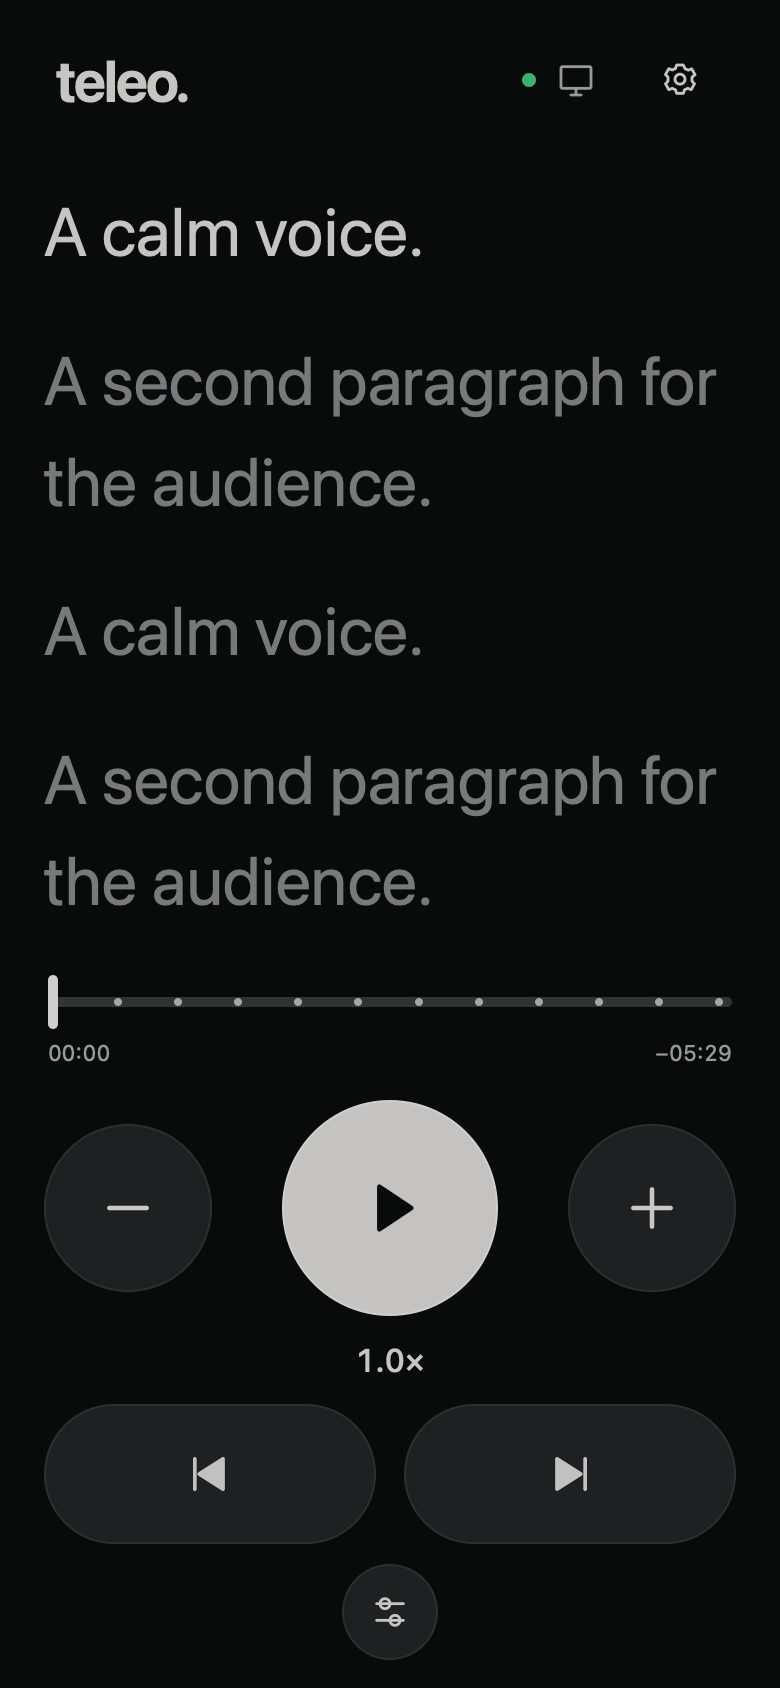 teleo.
A calm voice.
A second paragraph for
the audience.
A calm voice.
A second paragraph for
the audience.
00:00
−05:29
1.0×